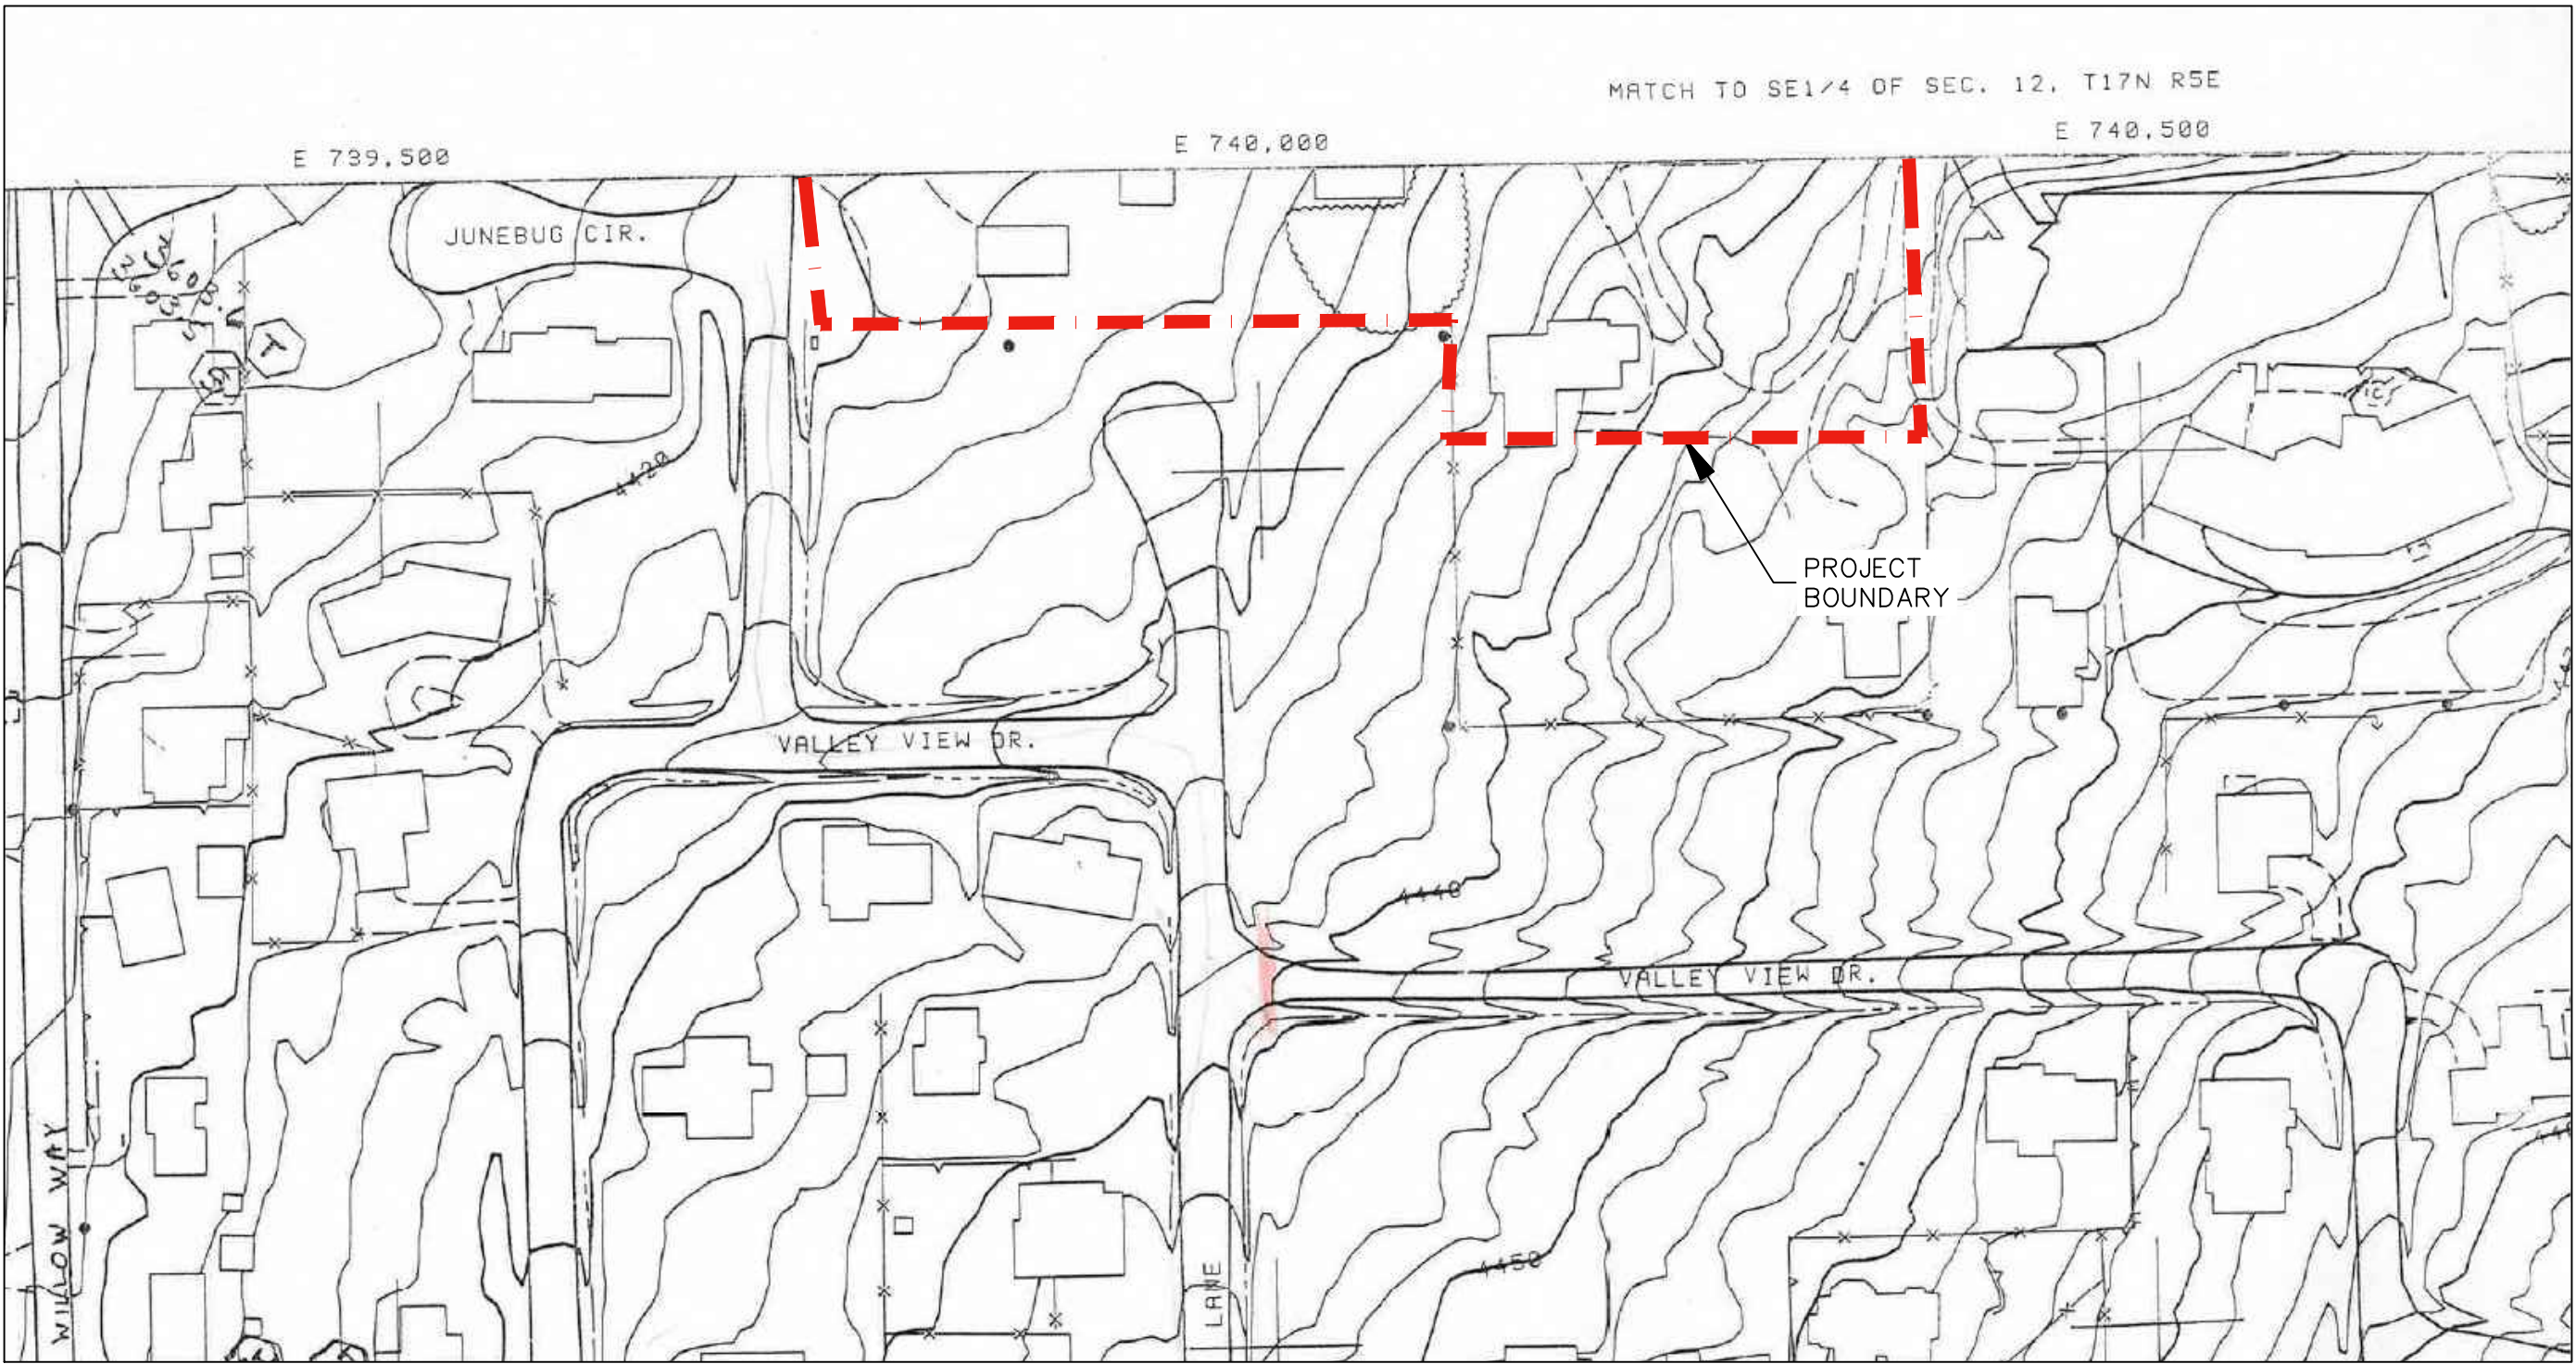 MATCH TO SE1/4 OF SEC. 12, T17N R5E
E 739,500
E 740,000
E 740,500
JUNEBUG CIR.
T
4420
PROJECT
BOUNDARY
VALLEY VIEW DR.
4440
VALLEY VIEW DR.
WILLOW WAY
LANE
4450